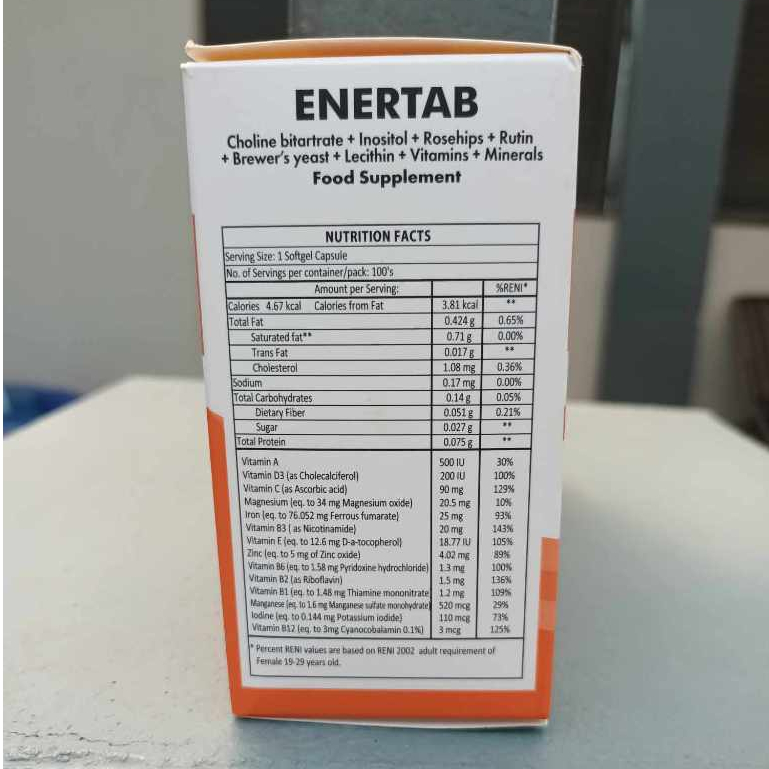 ENERTAB
Choline bitartrate + Inositol + Rosehips + Rutin
+ Brewer's yeast + Lecithin + Vitamins + Minerals
Food Supplement
NUTRITION FACTS
Serving Size: 1 Softgel Capsule
No. of Servings per container/pack: 100's
Amount per Serving: %RENI*
Calories 4.67 kcal Calories from Fat 3.81 kcal **
Total Fat 0.424 g 0.65%
Saturated fat** 0.71 g 0.00%
Trans Fat 0.017 g **
Cholesterol 1.08 mg 0.36%
Sodium 0.17 mg 0.00%
Total Carbohydrates 0.14 g 0.05%
Dietary Fiber 0.051 g 0.21%
Sugar 0.027 g **
Total Protein 0.075 g **
Vitamin A 500 IU 30%
Vitamin D3 (as Cholecalciferol) 200 IU 100%
Vitamin C (as Ascorbic acid) 90 mg 129%
Magnesium (eq. to 34 mg Magnesium oxide) 20.5 mg 10%
Iron (eq. to 76.052 mg Ferrous fumarate) 25 mg 93%
Vitamin B3 ( as Nicotinamide) 20 mg 143%
Vitamin E (eq. to 12.6 mg D-a-tocopherol) 18.77 IU 105%
Zinc (eq. to 5 mg of Zinc oxide) 4.02 mg 89%
Vitamin B6 (eq. to 1.58 mg Pyridoxine hydrochloride) 1.3 mg 100%
Vitamin B2 (as Riboflavin) 1.5 mg 136%
Vitamin B1 (eq. to 1.48 mg Thiamine mononitrate) 1.2 mg 109%
Manganese (eq. to 1.6 mg Manganese sulfate monohydrate) 520 mcg 29%
Iodine (eq. to 0.144 mg Potassium iodide) 110 mcg 73%
Vitamin B12 (eq. to 3mg Cyanocobalamin 0.1%) 3 mcg 125%
* Percent RENI values are based on RENI 2002 adult requirement of
Female 19-29 years old.